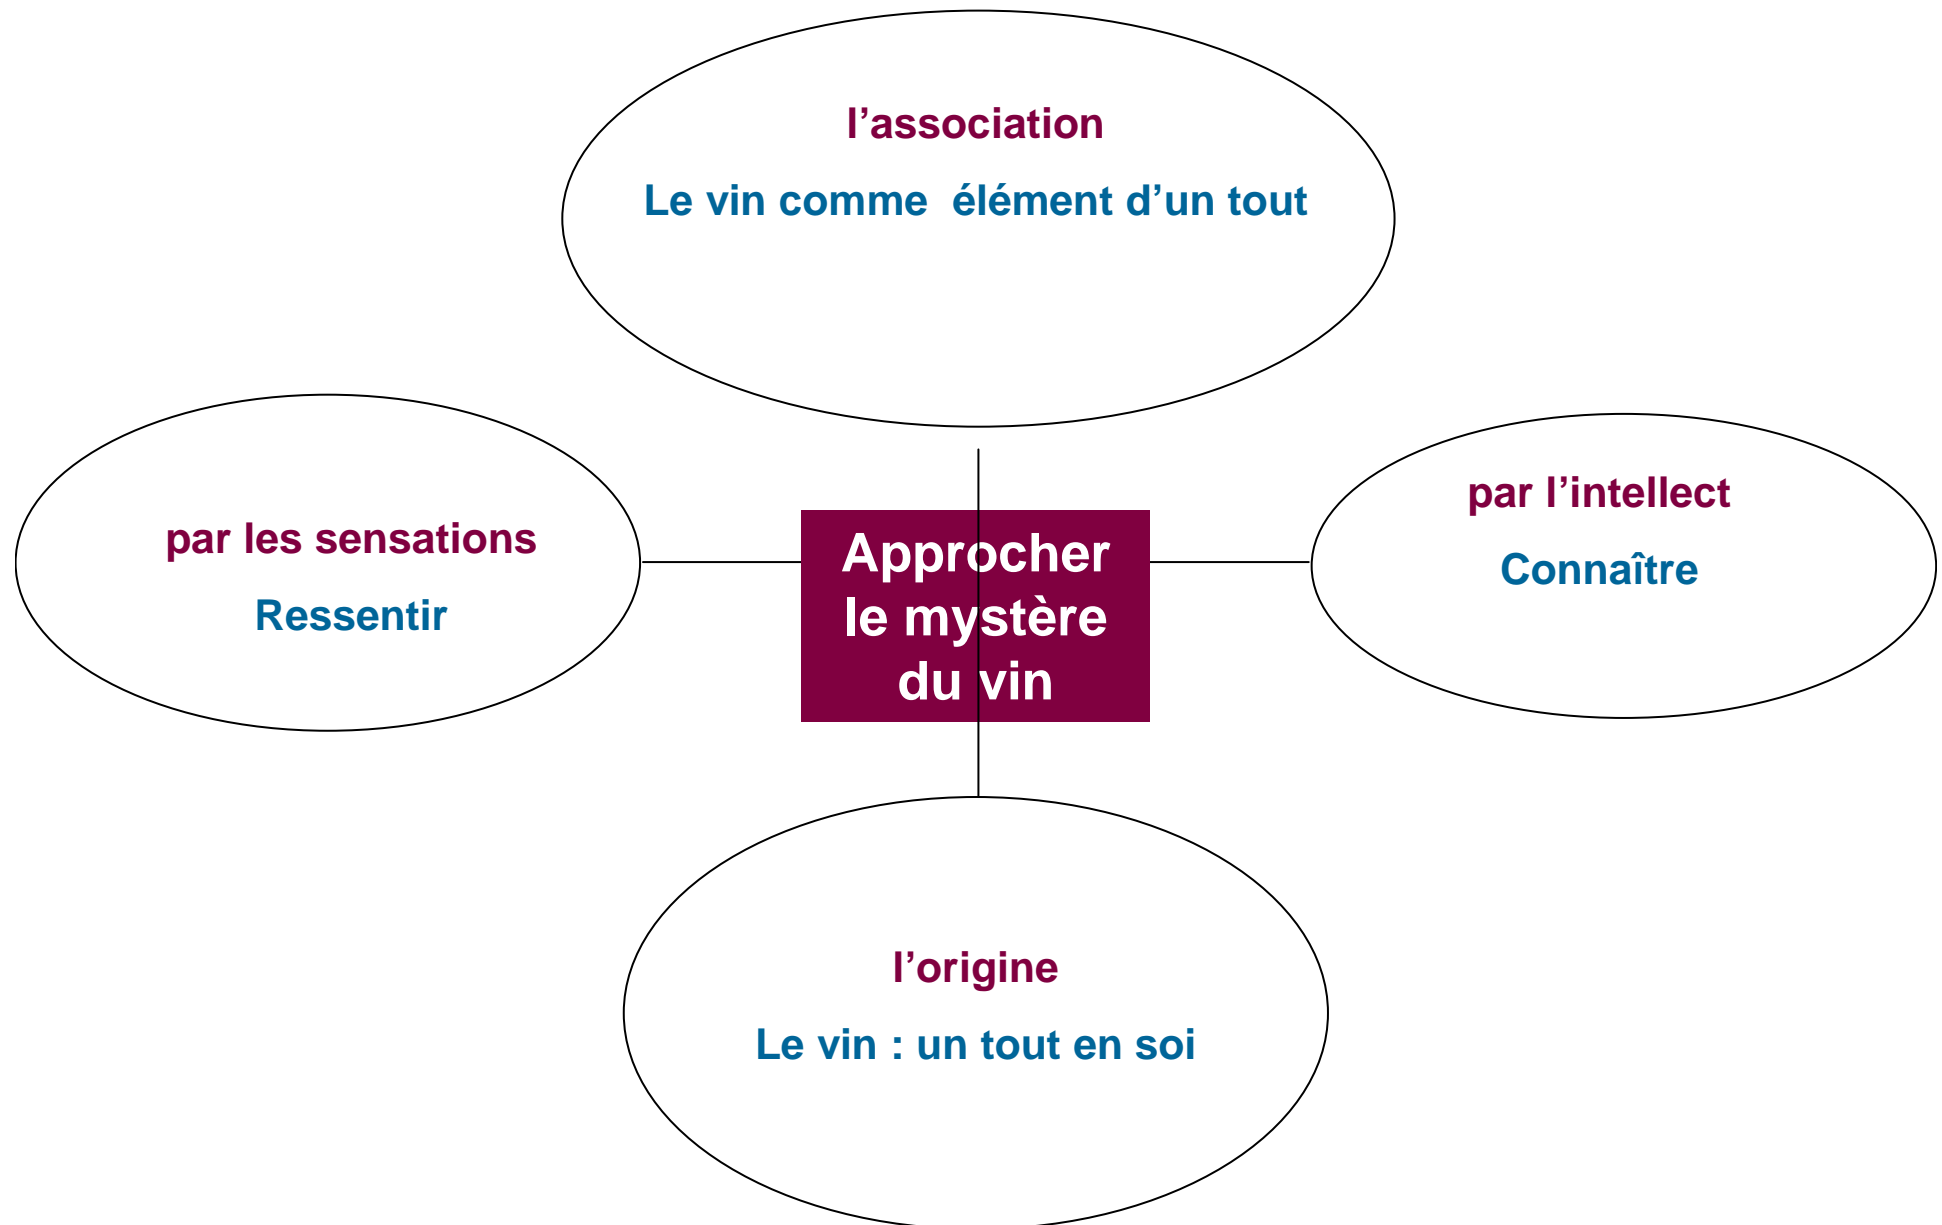 l’association
Le vin comme  élément d’un tout
par les sensations
Ressentir
Approcher
le mystère
du vin
par l’intellect
Connaître
l’origine
Le vin : un tout en soi